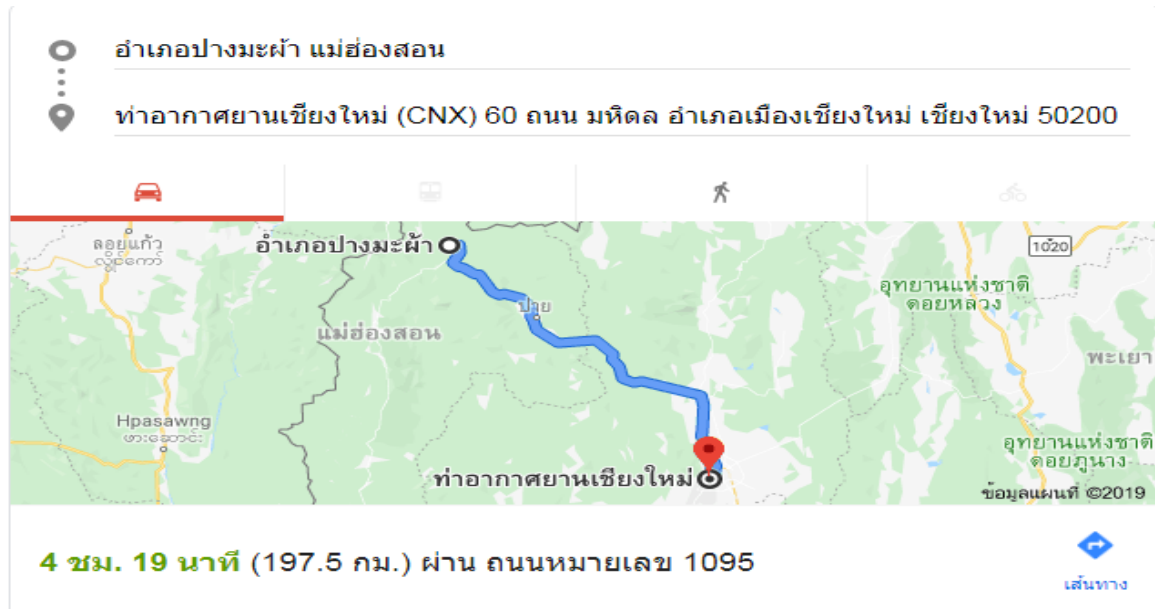 อำเภอปางมะผ้า แม่ฮ่องสอน
ท่าอากาศยานเชียงใหม่ (CNX) 60 ถนน มหิดล อำเภอเมืองเชียงใหม่ เชียงใหม่ 50200
ลอยแก้ว
อำเภอปางมะผ้า
1020
อุทยานแห่งชาติ
ดอยหลวง
ปาย
แม่ฮ่องสอน
พะเยา
Hpasawng
ဖားဆောင်း
อุทยานแห่งชาติ
ดอยภูนาง
ท่าอากาศยานเชียงใหม่
ข้อมูลแผนที่ ©2019
4 ชม. 19 นาที (197.5 กม.) ผ่าน ถนนหมายเลข 1095
เส้นทาง